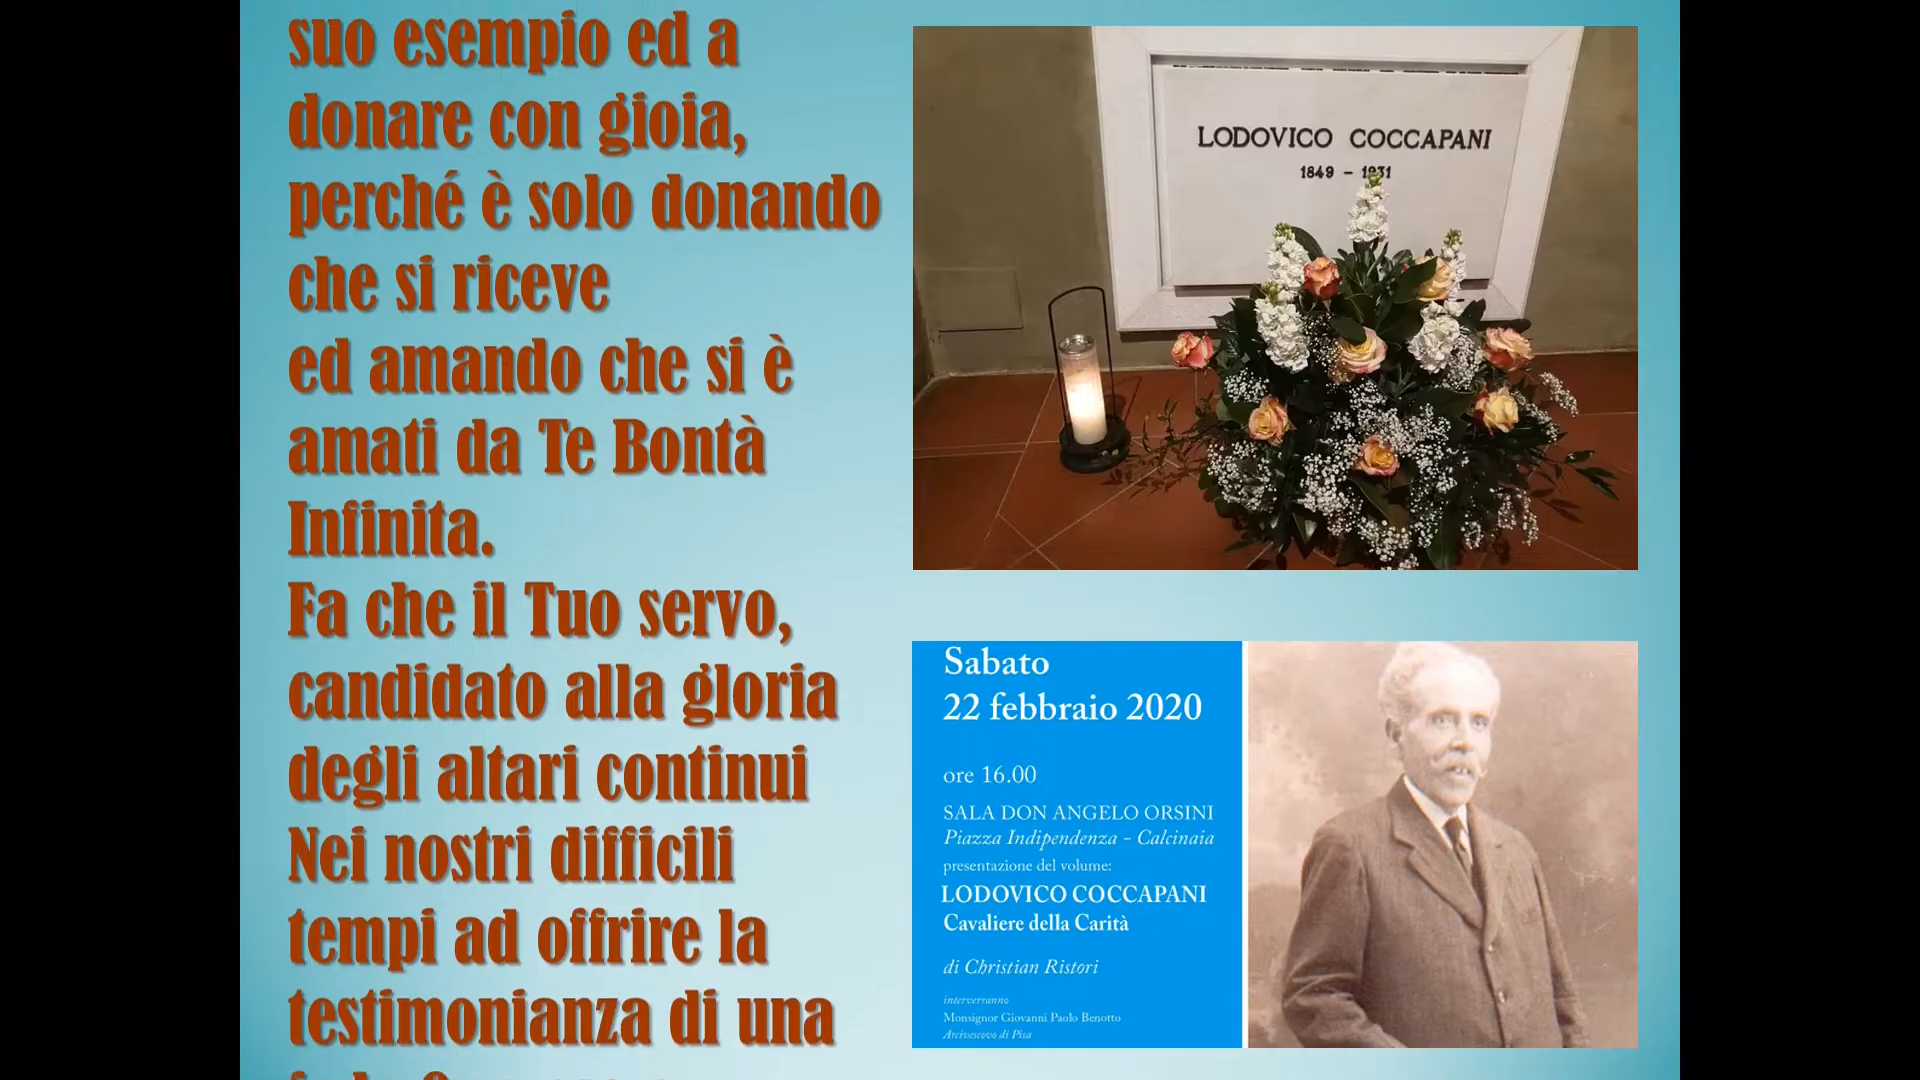 suo esempio ed a
donare con gioia,
perché è solo donando
che si riceve
ed amando che si è
amati da Te Bontà
Infinita.
Fa che il Tuo servo,
candidato alla gloria
degli altari continui
Nei nostri difficili
tempi ad offrire la
testimonianza di una
LODOVICO COCCAPANI
1849 – 1931
Sabato
22 febbraio 2020
ore 16.00
SALA DON ANGELO ORSINI
Piazza Indipendenza - Calcinaia
presentazione del volume:
LODOVICO COCCAPANI
Cavaliere della Carità
di Christian Ristori
interverranno
Monsignor Giovanni Paolo Benotto
Arcivescovo di Pisa